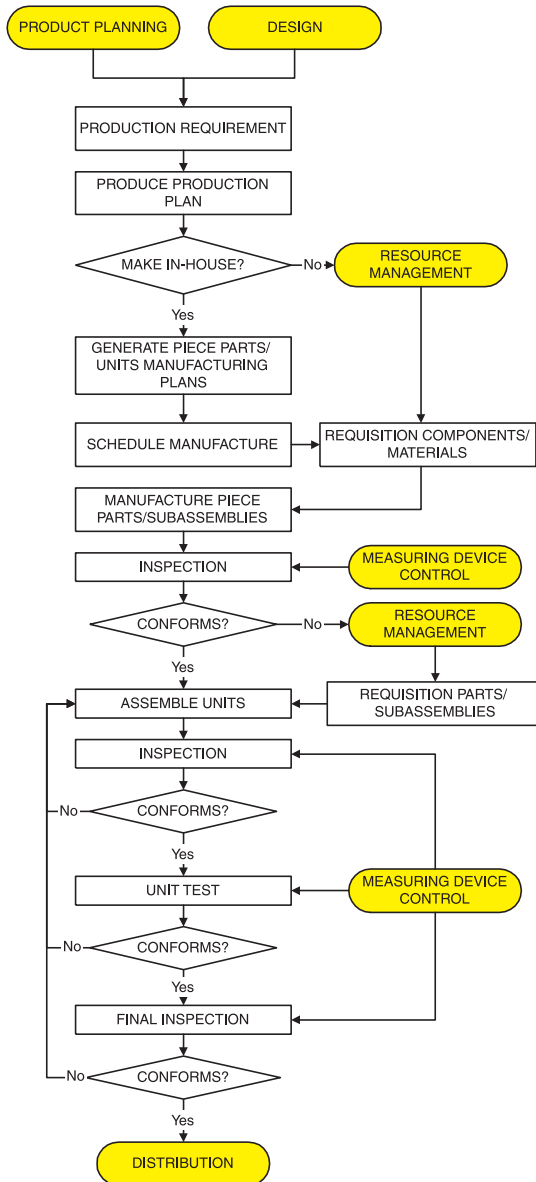 PRODUCT PLANNING
DESIGN
PRODUCTION REQUIREMENT
PRODUCE PRODUCTION
PLAN
MAKE IN-HOUSE?
No
RESOURCE
MANAGEMENT
Yes
GENERATE PIECE PARTS/
UNITS MANUFACTURING
PLANS
SCHEDULE MANUFACTURE
REQUISITION COMPONENTS/
MATERIALS
MANUFACTURE PIECE
PARTS/SUBASSEMBLIES
INSPECTION
MEASURING DEVICE
CONTROL
CONFORMS?
No
RESOURCE
MANAGEMENT
Yes
ASSEMBLE UNITS
REQUISITION PARTS/
SUBASSEMBLIES
INSPECTION
No
CONFORMS?
Yes
UNIT TEST
MEASURING DEVICE
CONTROL
No
CONFORMS?
Yes
FINAL INSPECTION
No
CONFORMS?
Yes
DISTRIBUTION